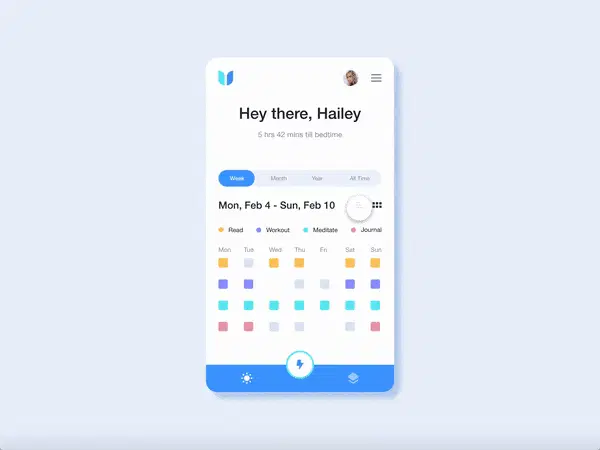 Hey there, Hailey
5 hrs 42 mins till bedtime
Week Month Year All Time
Mon, Feb 4 - Sun, Feb 10
Read Workout Meditate Journal
Mon Tue Wed Thu Fri Sat Sun